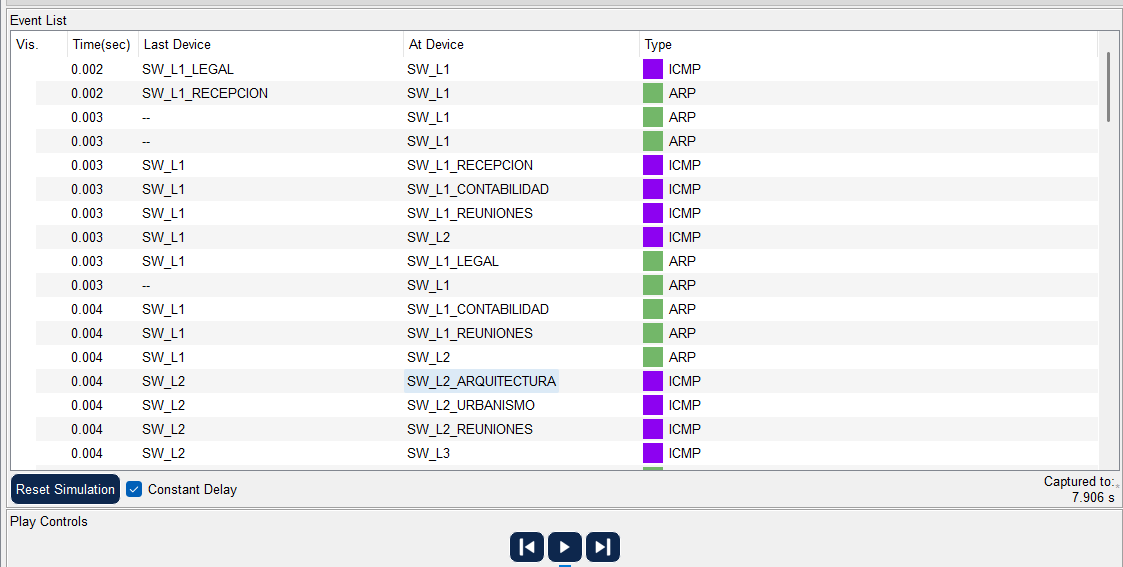 Event List
Vis. Time(sec) Last Device At Device Type
0.002 SW_L1_LEGAL SW_L1 ICMP
0.002 SW_L1_RECEPCION SW_L1 ARP
0.003 -- SW_L1 ARP
0.003 -- SW_L1 ARP
0.003 SW_L1 SW_L1_RECEPCION ICMP
0.003 SW_L1 SW_L1_CONTABILIDAD ICMP
0.003 SW_L1 SW_L1_REUNIONES ICMP
0.003 SW_L1 SW_L2 ICMP
0.003 SW_L1 SW_L1_LEGAL ARP
0.003 -- SW_L1 ARP
0.004 SW_L1 SW_L1_CONTABILIDAD ARP
0.004 SW_L1 SW_L1_REUNIONES ARP
0.004 SW_L1 SW_L2 ARP
0.004 SW_L2 SW_L2_ARQUITECTURA ICMP
0.004 SW_L2 SW_L2_URBANISMO ICMP
0.004 SW_L2 SW_L2_REUNIONES ICMP
0.004 SW_L2 SW_L3 ICMP
Reset Simulation Constant Delay
Captured to:
7.906 s
Play Controls